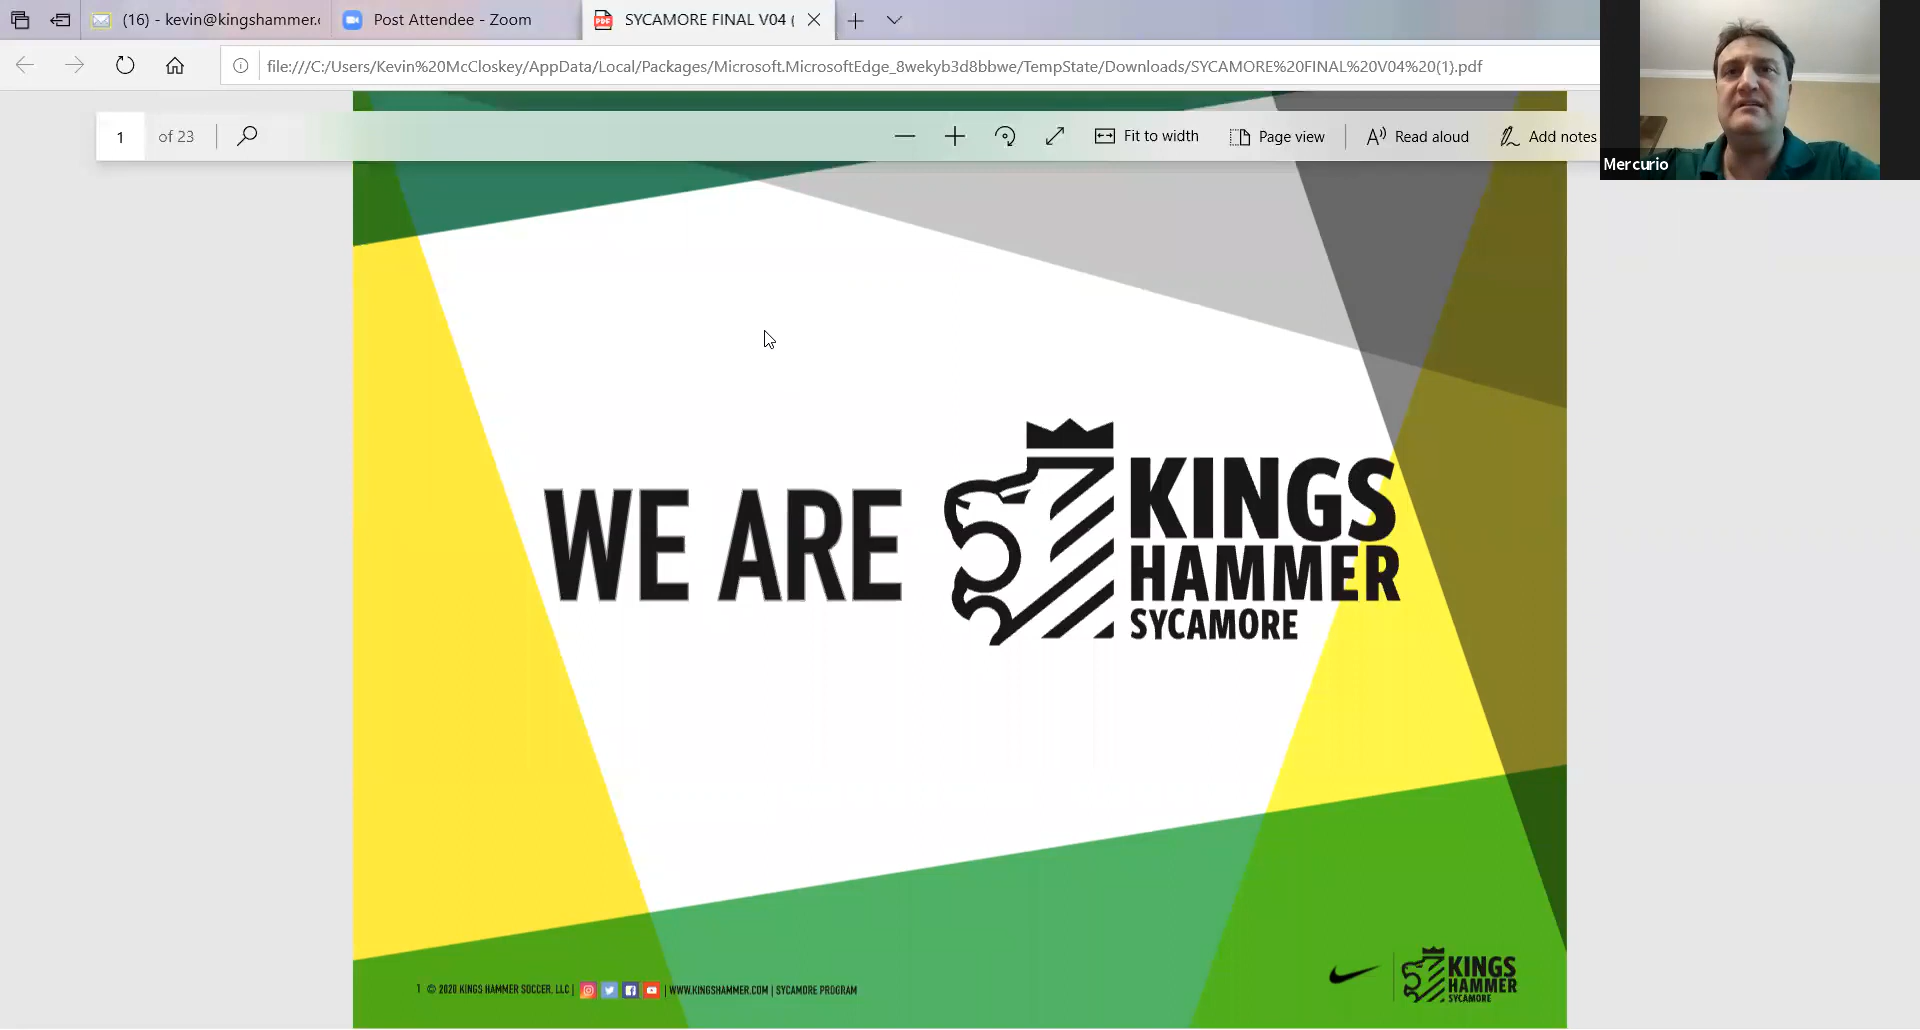 (16) - kevin@kingshammer.c
Post Attendee - Zoom
SYCAMORE FINAL V04 (
file:///C:/Users/Kevin%20McCloskey/AppData/Local/Packages/Microsoft.MicrosoftEdge_8wekyb3d8bbwe/TempState/Downloads/SYCAMORE%20FINAL%20V04%20(1).pdf
1 of 23
Fit to width
Page view
Read aloud
Add notes
Mercurio
WE ARE
KINGS
HAMMER
SYCAMORE
1 © 2020 KINGS HAMMER SOCCER, LLC | | WWW.KINGSHAMMER.COM | SYCAMORE PROGRAM
KINGS
HAMMER
SYCAMORE